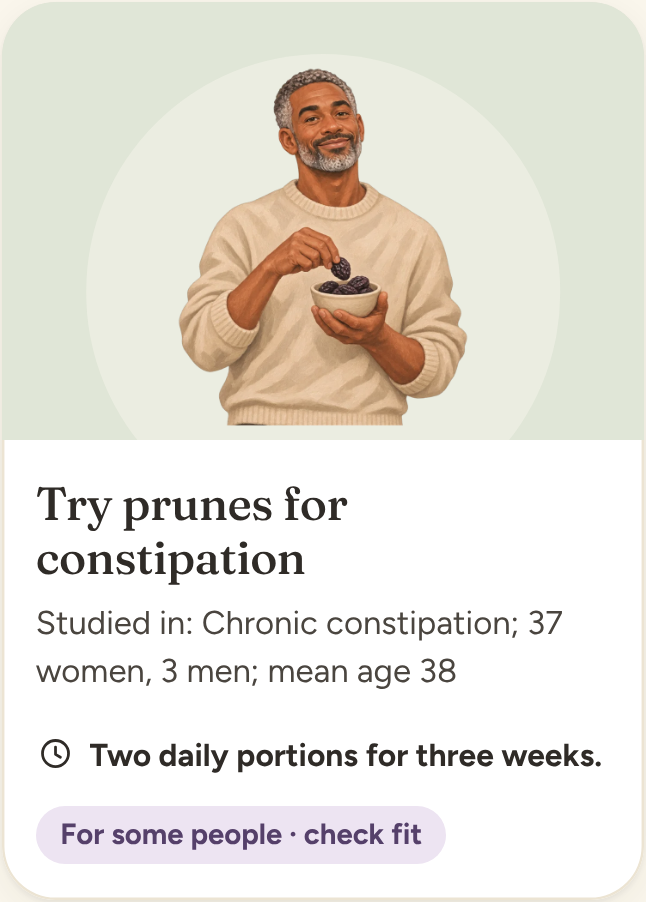 Try prunes for
constipation
Studied in: Chronic constipation; 37
women, 3 men; mean age 38
Two daily portions for three weeks.
For some people · check fit